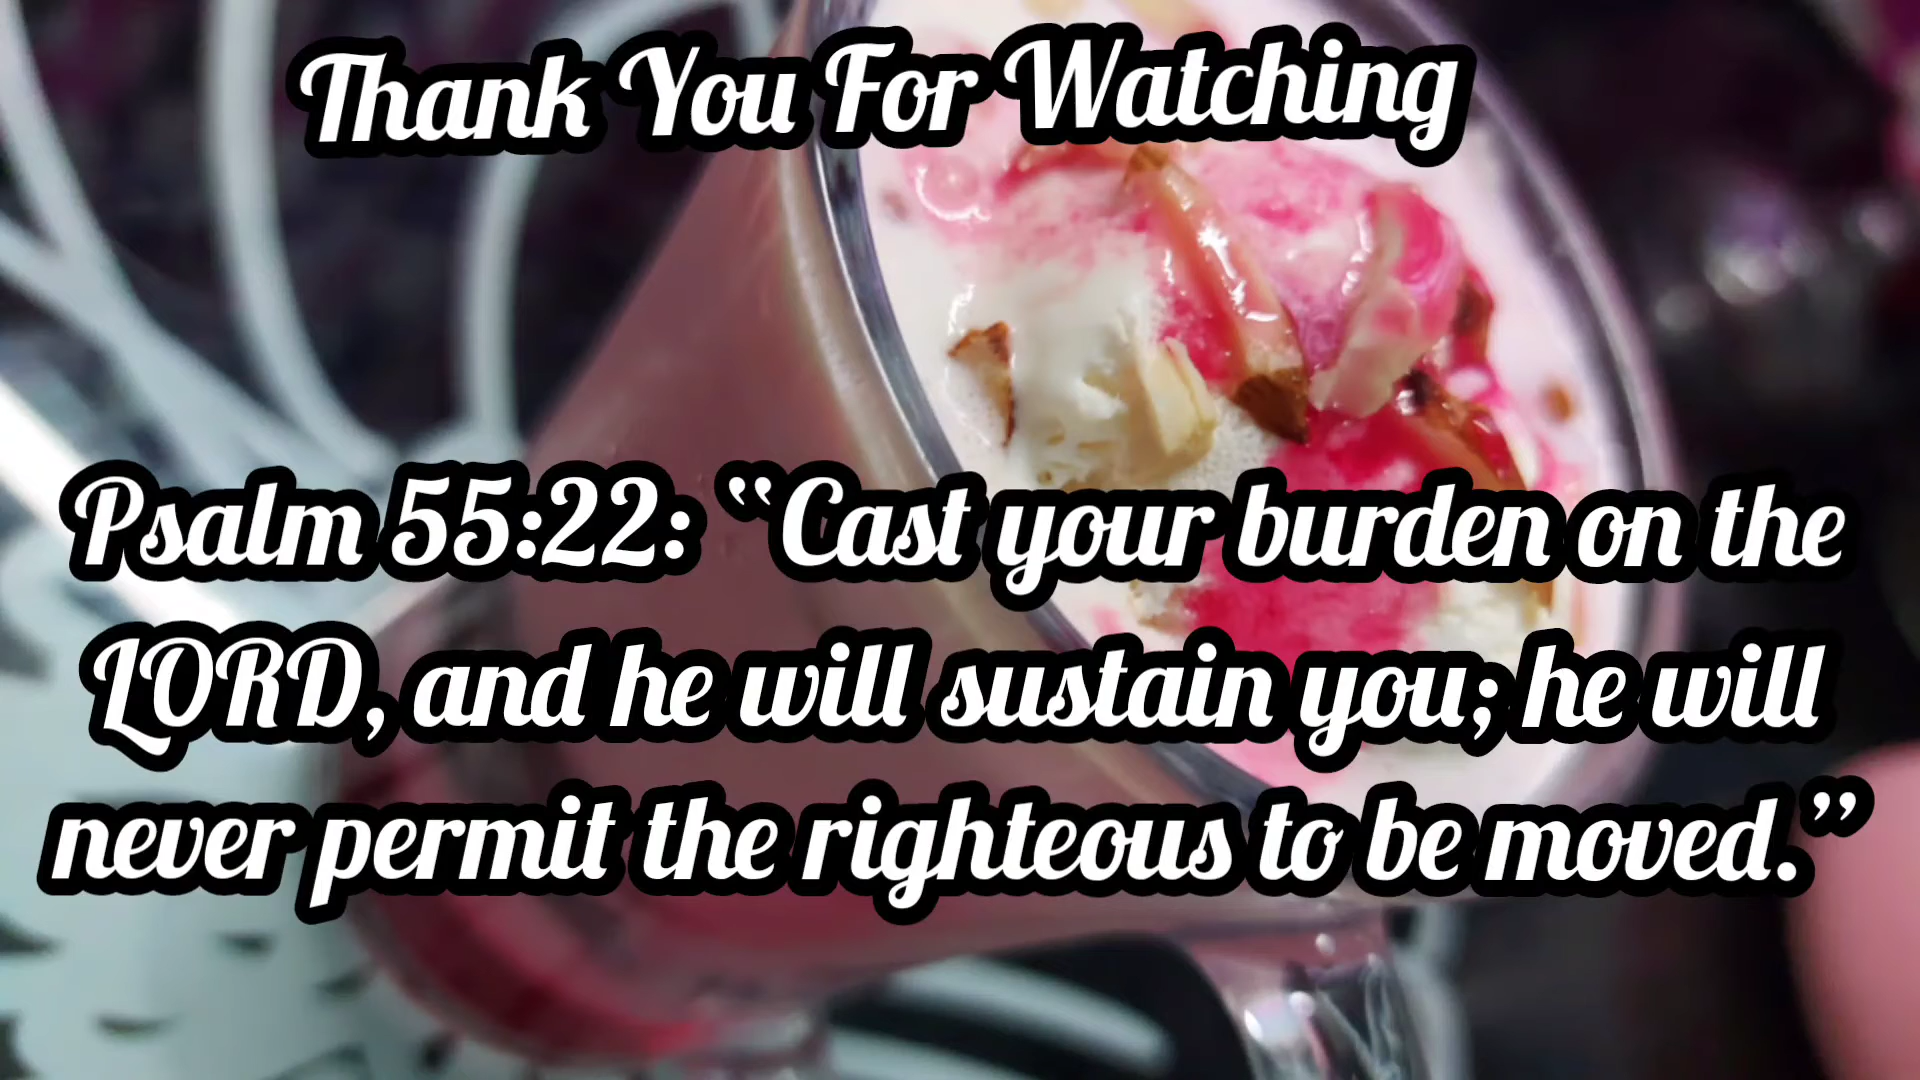 Thank You For Watching
Psalm 55:22: “Cast your burden on the
LORD, and he will sustain you; he will
never permit the righteous to be moved.”